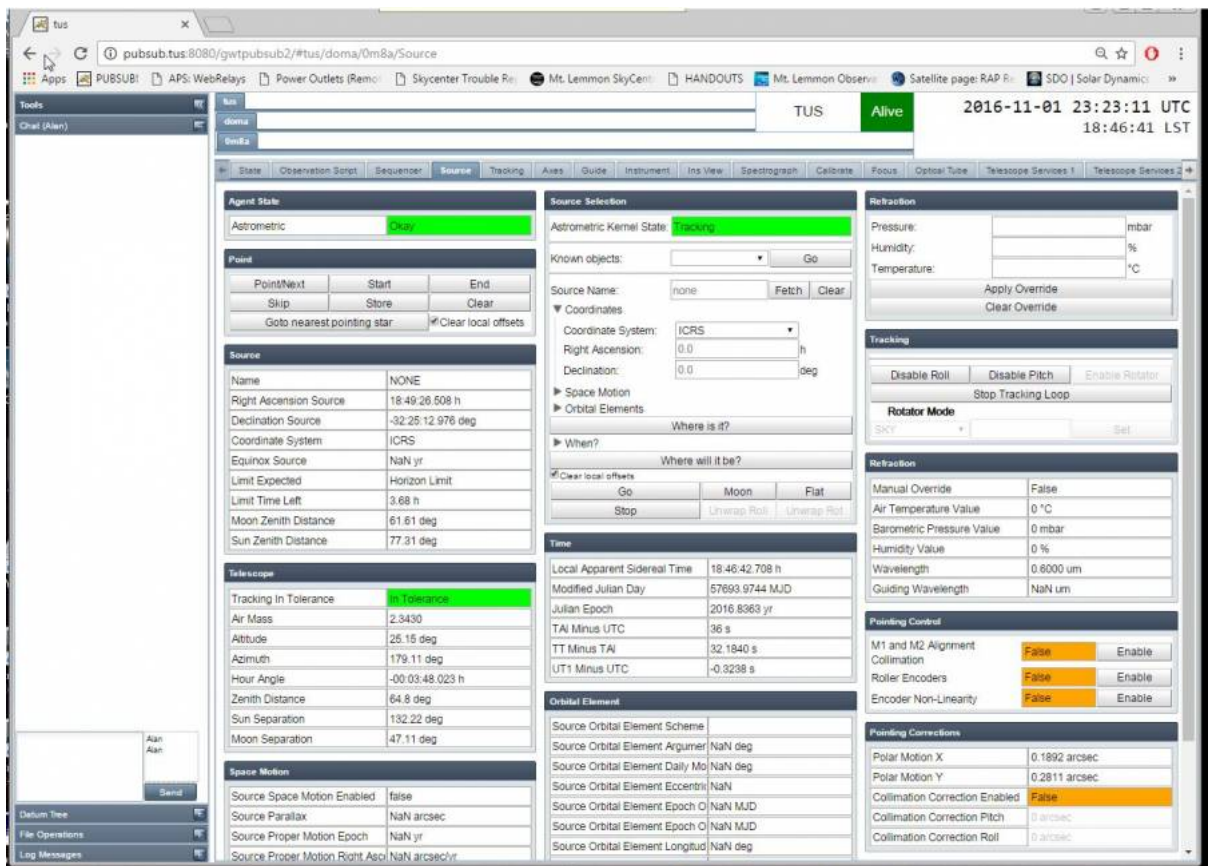 tus
pubsub.tus:8080/gwtpubsub2/#tus/doma/0m8a/Source
Apps PUBSUB! APS: WebRelays Power Outlets (Remo Skycenter Trouble Re Mt. Lemmon SkyCent HANDOUTS Mt. Lemmon Observa Satellite page: RAP R SDO | Solar Dynamic »
Tools
Chat (Alan)
tus
doma
0m8a
TUS
Alive
2016-11-01 23:23:11 UTC
18:46:41 LST
State Observation Script Sequencer Source Tracking Axes Guide Instrument Ins View Spectrograph Calibrate Focus Optical Tube Telescope Services 1 Telescope Services 2
Agent State
Astrometric Okay
Point
Point/Next Start End
Skip Store Clear
Goto nearest pointing star Clear local offsets
Source
Name NONE
Right Ascension Source 18:49:26.508 h
Declination Source -32:25:12.976 deg
Coordinate System ICRS
Equinox Source NaN yr
Limit Expected Horizon Limit
Limit Time Left 3.68 h
Moon Zenith Distance 61.61 deg
Sun Zenith Distance 77.31 deg
Telescope
Tracking In Tolerance In Tolerance
Air Mass 2.3430
Altitude 25.15 deg
Azimuth 179.11 deg
Hour Angle -00:03:48.023 h
Zenith Distance 64.8 deg
Sun Separation 132.22 deg
Moon Separation 47.11 deg
Space Motion
Source Space Motion Enabled false
Source Parallax NaN arcsec
Source Proper Motion Epoch NaN yr
Source Proper Motion Right Asc NaN arcsec/yr
Source Selection
Astrometric Kernel State: Tracking
Known objects: Go
Source Name: none Fetch Clear
Coordinates
Coordinate System: ICRS
Right Ascension: 0.0 h
Declination: 0.0 deg
Space Motion
Orbital Elements
Where is it?
When?
Where will it be?
Clear local offsets
Go Moon Flat
Stop Unwrap Roll Unwrap Rot
Time
Local Apparent Sidereal Time 18:46:42.708 h
Modified Julian Day 57693.9744 MJD
Julian Epoch 2016.8363 yr
TAI Minus UTC 36 s
TT Minus TAI 32.1840 s
UT1 Minus UTC -0.3238 s
Orbital Element
Source Orbital Element Scheme
Source Orbital Element Argumer NaN deg
Source Orbital Element Daily Mo NaN deg
Source Orbital Element Eccentric NaN
Source Orbital Element Epoch O NaN MJD
Source Orbital Element Epoch O NaN MJD
Source Orbital Element Longitud NaN deg
Refraction
Pressure: mbar
Humidity: %
Temperature: °C
Apply Override
Clear Override
Tracking
Disable Roll Disable Pitch Enable Rotator
Stop Tracking Loop
Rotator Mode
SKY Set
Refraction
Manual Override False
Air Temperature Value 0 °C
Barometric Pressure Value 0 mbar
Humidity Value 0 %
Wavelength 0.6000 um
Guiding Wavelength NaN um
Pointing Control
M1 and M2 Alignment
Collimation False Enable
Roller Encoders False Enable
Encoder Non-Linearity False Enable
Pointing Corrections
Polar Motion X 0.1892 arcsec
Polar Motion Y 0.2811 arcsec
Collimation Correction Enabled False
Collimation Correction Pitch 0 arcsec
Collimation Correction Roll 0 arcsec
Alan
Alan
Send
Datum Tree
File Operations
Log Messages